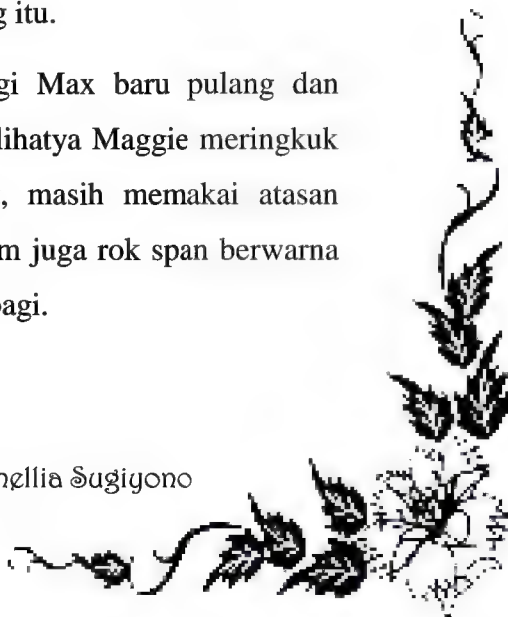 g itu.
gi Max baru pulang dan
lihatya Maggie meringkuk
, masih memakai atasan
m juga rok span berwarna
pagi.
nellia Sugiyono